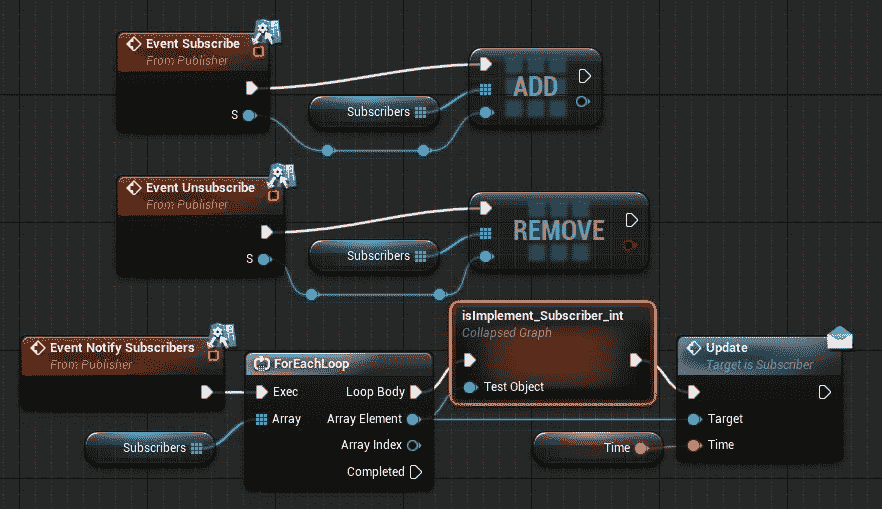 Event Subscribe
From Publisher
S
Subscribers
ADD
Event Unsubscribe
From Publisher
S
Subscribers
REMOVE
Event Notify Subscribers
From Publisher
Subscribers
ForEachLoop
Exec Loop Body
Array Array Element
Array Index
Completed
isImplement_Subscriber_int
Collapsed Graph
Test Object
Time
Update
Target is Subscriber
Target
Time